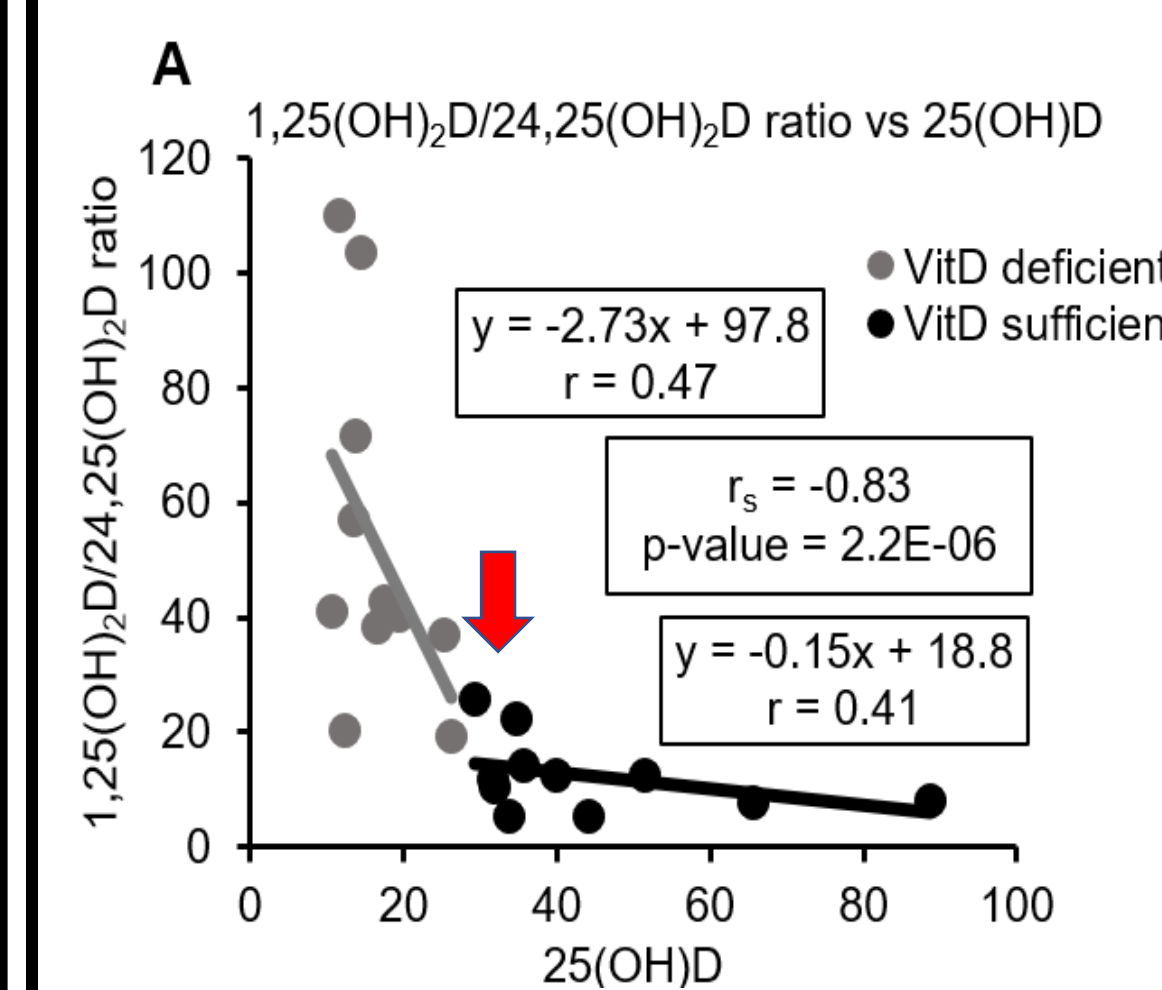 A
1,25(OH)₂D/24,25(OH)₂D ratio vs 25(OH)D
1,25(OH)₂D/24,25(OH)₂D ratio
120
100
80
60
40
20
0
VitD deficient
VitD sufficien
y = -2.73x + 97.8
r = 0.47
rₛ = -0.83
p-value = 2.2E-06
y = -0.15x + 18.8
r = 0.41
0 20 40 60 80 100
25(OH)D